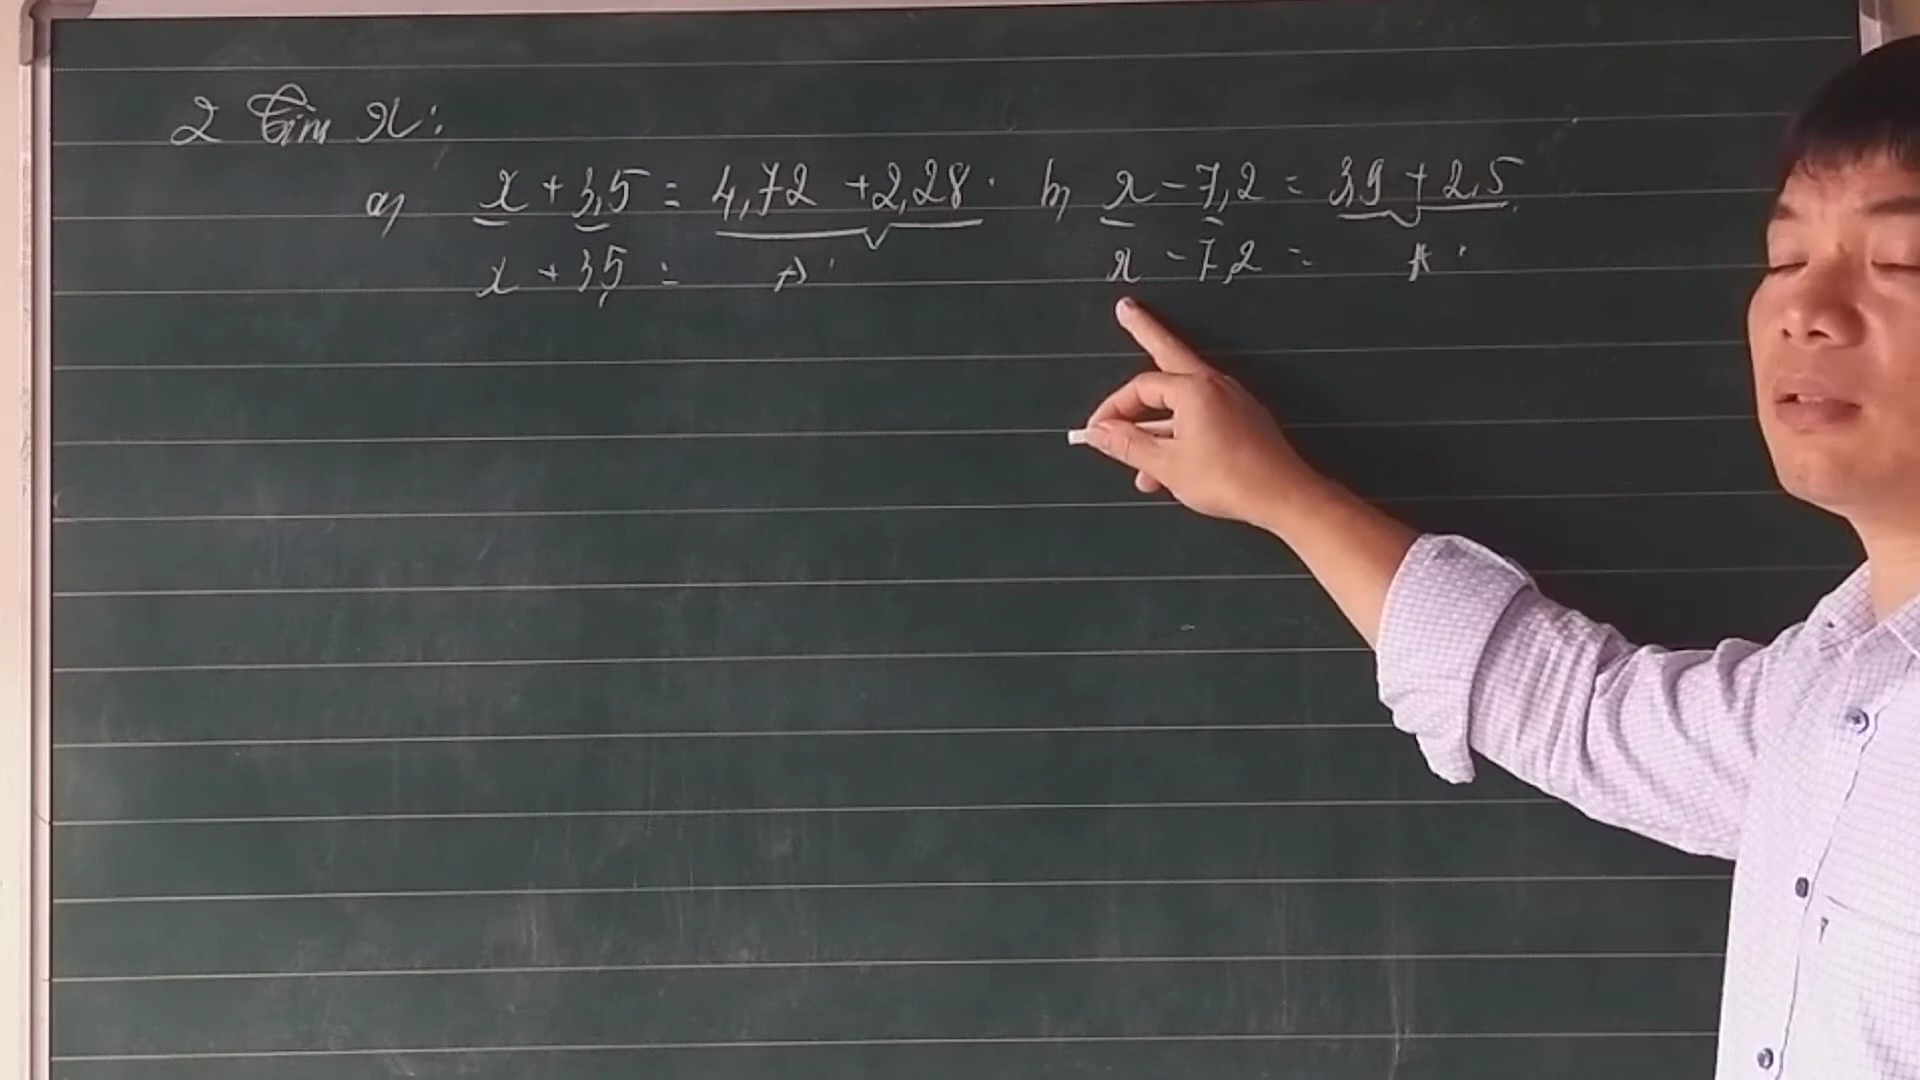 2 Tìm x:
a) x + 3,5 = 4,72 + 2,28. b) x - 7,2 = 3,9 + 2,5
x + 3,5 = A. x - 7,2 = A.